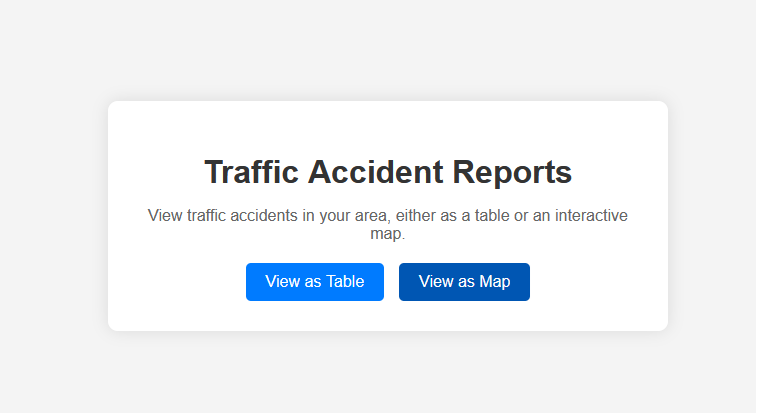 Traffic Accident Reports
View traffic accidents in your area, either as a table or an interactive
map.
View as Table
View as Map